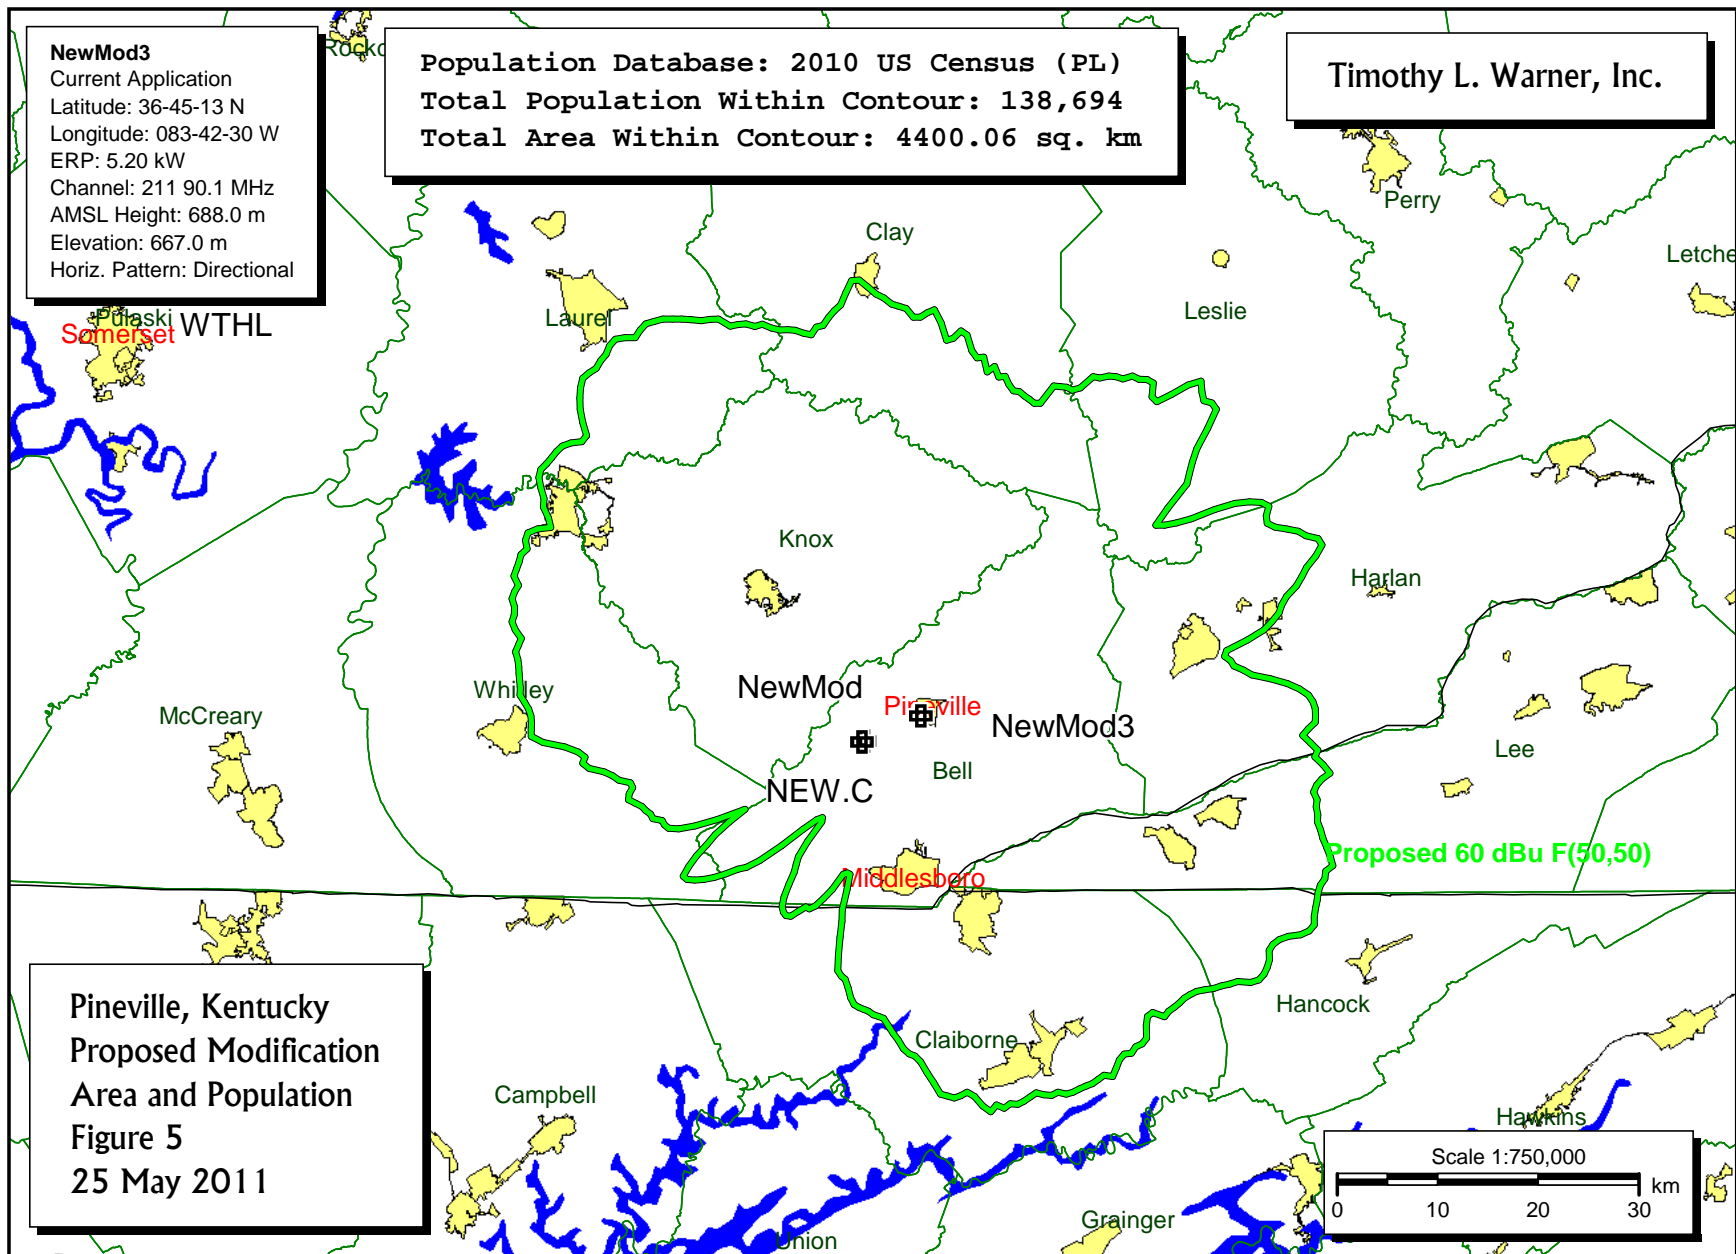 NewMod3
Current Application
Latitude: 36-45-13 N
Longitude: 083-42-30 W
ERP: 5.20 kW
Channel: 211 90.1 MHz
AMSL Height: 688.0 m
Elevation: 667.0 m
Horiz. Pattern: Directional
Population Database: 2010 US Census (PL)
Total Population Within Contour: 138,694
Total Area Within Contour: 4400.06 sq. km
Timothy L. Warner, Inc.
Rockc
Perry
Clay
Letche
Leslie
Laurel
Pulaski
Somerset
WTHL
Knox
Harlan
Whitley
NewMod
Pineville
NewMod3
McCreary
Lee
Bell
NEW.C
Proposed 60 dBu F(50,50)
Middlesboro
Hancock
Claiborne
Campbell
Hawkins
Grainger
Union
Pineville, Kentucky
Proposed Modification
Area and Population
Figure 5
25 May 2011
Scale 1:750,000
km
0 10 20 30